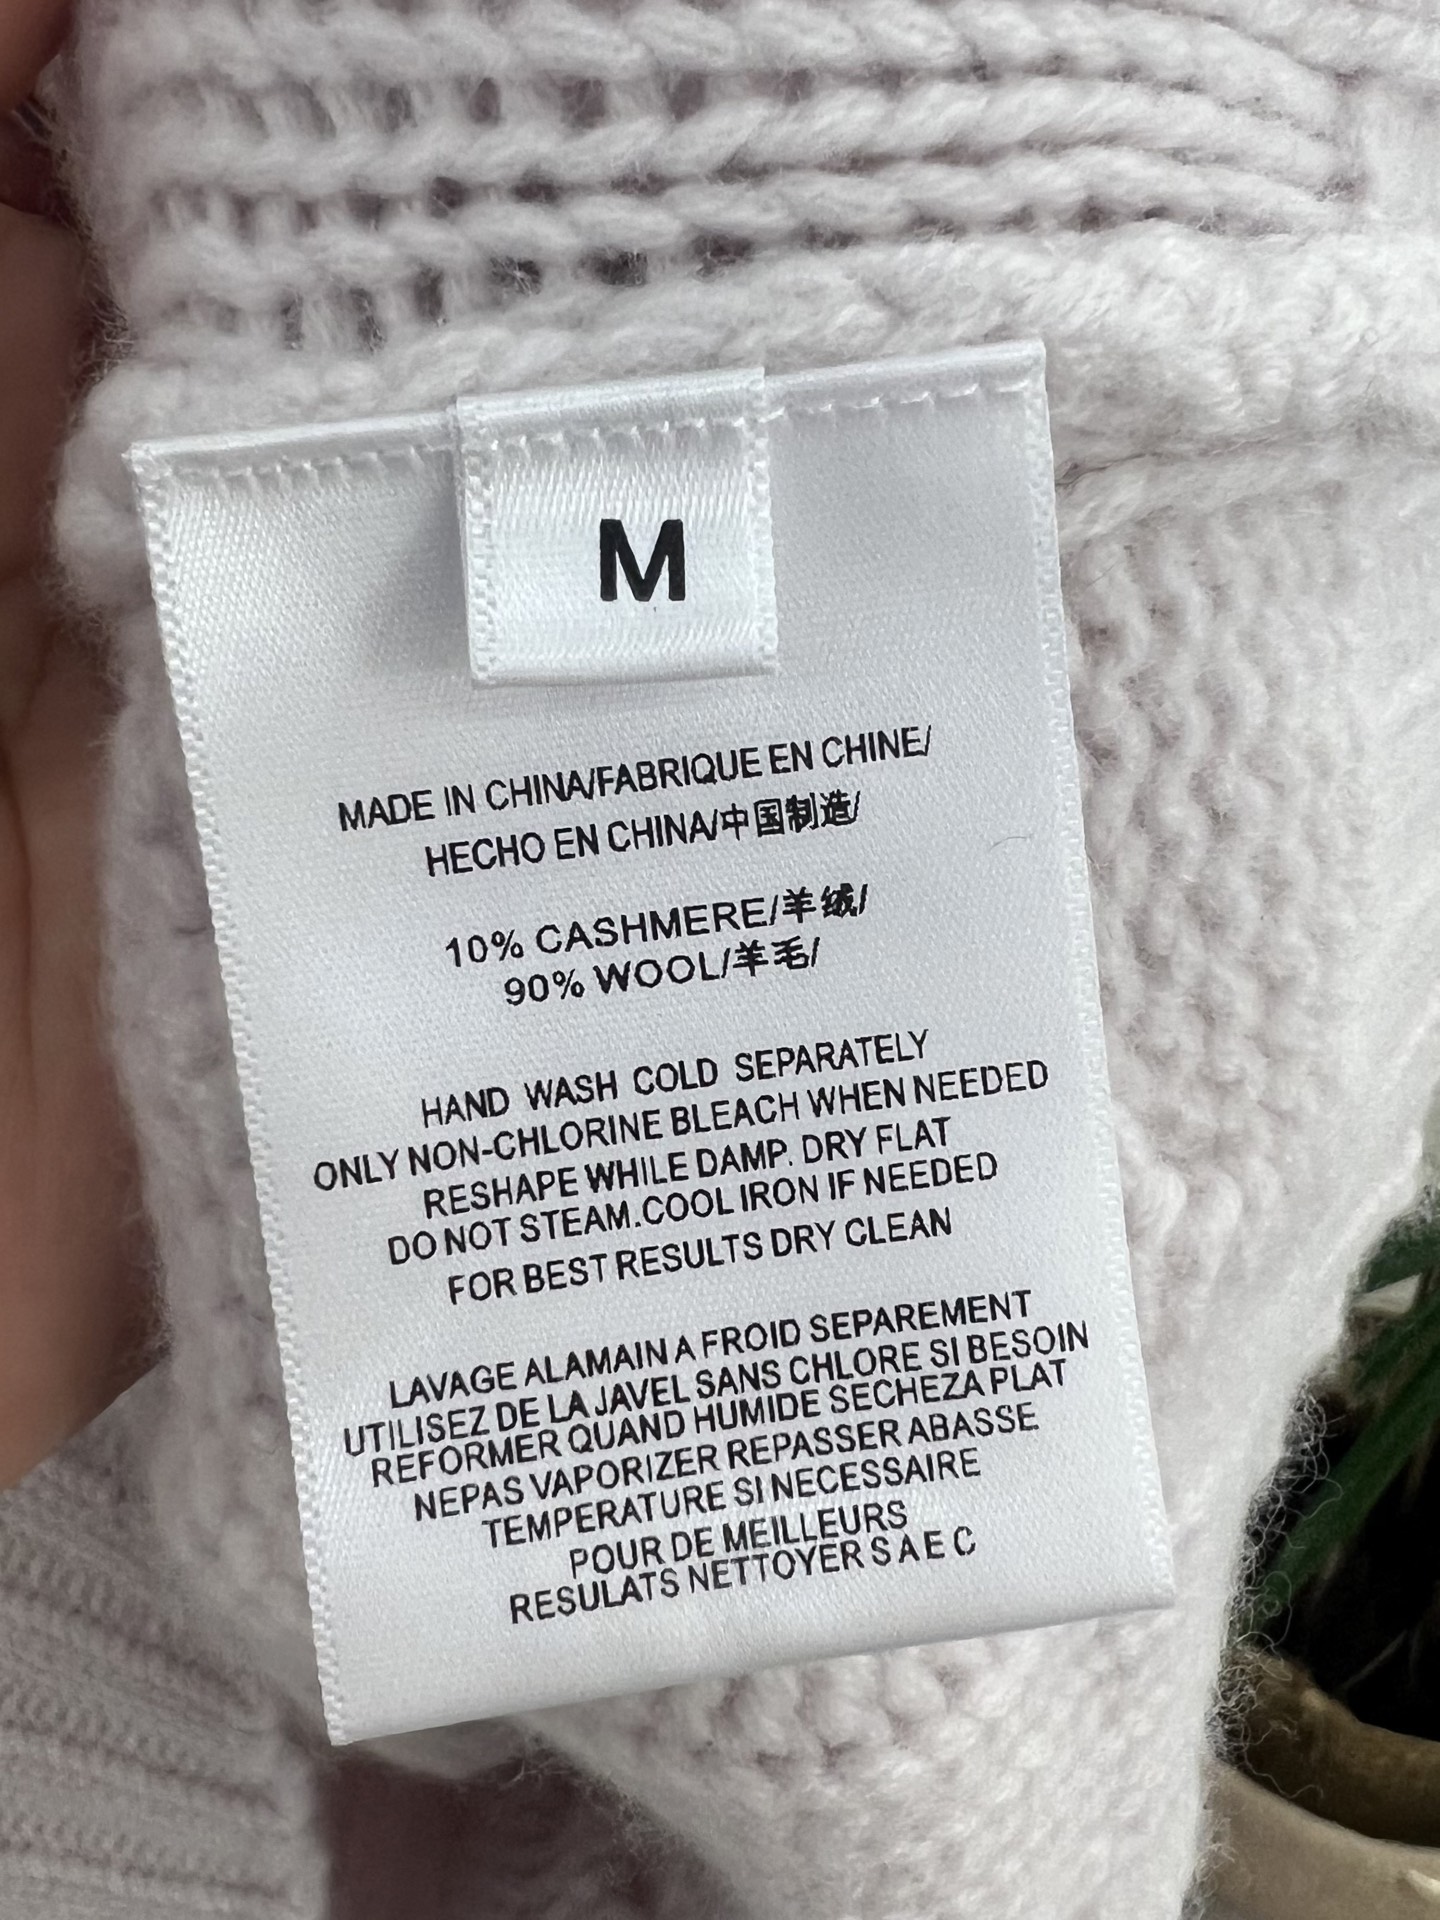 M
MADE IN CHINA/FABRIQUE EN CHINE/
HECHO EN CHINA/中国制造/
10% CASHMERE/羊绒/
90% WOOL/羊毛/
HAND WASH COLD SEPARATELY
ONLY NON-CHLORINE BLEACH WHEN NEEDED
RESHAPE WHILE DAMP. DRY FLAT
DO NOT STEAM.COOL IRON IF NEEDED
FOR BEST RESULTS DRY CLEAN
LAVAGE ALAMAIN A FROID SEPAREMENT
UTILISEZ DE LA JAVEL SANS CHLORE SI BESOIN
REFORMER QUAND HUMIDE SECHEZA PLAT
NEPAS VAPORIZER REPASSER ABASSE
TEMPERATURE SI NECESSAIRE
POUR DE MEILLEURS
RESULATS NETTOYER S A E C